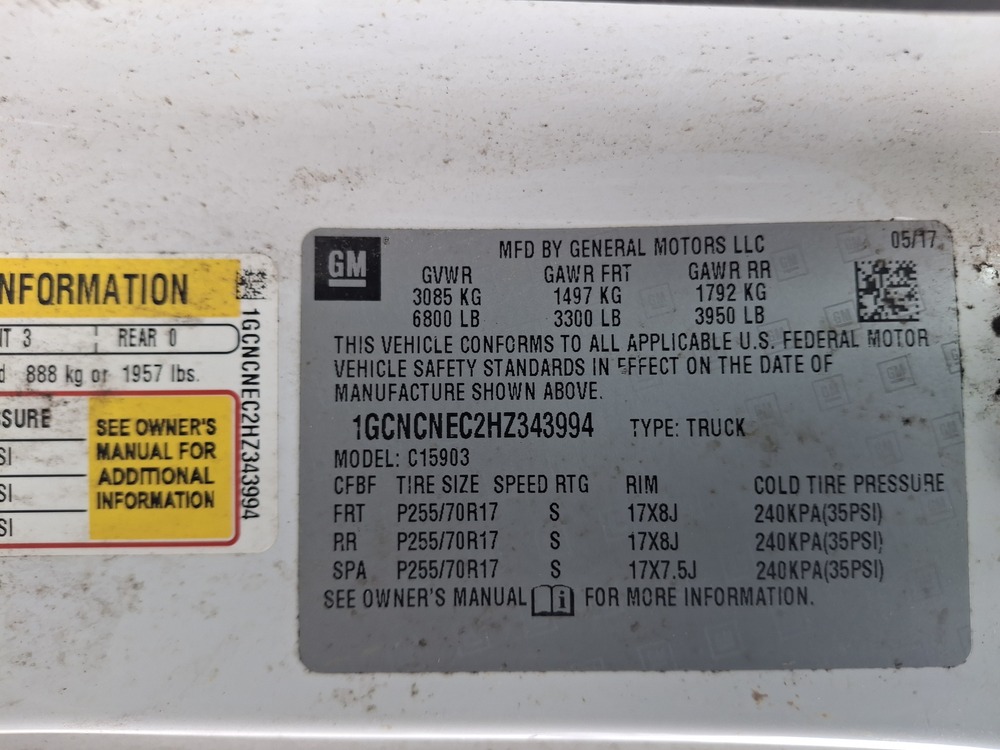 NFORMATION
NT 3 REAR 0
888 kg or 1957 lbs.
SURE
SEE OWNER'S
MANUAL FOR
ADDITIONAL
INFORMATION
SI
SI
SI
1GCNCNEC2HZ343994
GM®
MFD BY GENERAL MOTORS LLC 05/17
GVWR GAWR FRT GAWR RR
3085 KG 1497 KG 1792 KG
6800 LB 3300 LB 3950 LB
THIS VEHICLE CONFORMS TO ALL APPLICABLE U.S. FEDERAL MOTOR
VEHICLE SAFETY STANDARDS IN EFFECT ON THE DATE OF
MANUFACTURE SHOWN ABOVE.
1GCNCNEC2HZ343994 TYPE: TRUCK
MODEL: C15903
CFBF TIRE SIZE SPEED RTG RIM COLD TIRE PRESSURE
FRT P255/70R17 S 17X8J 240KPA(35PSI)
RR P255/70R17 S 17X8J 240KPA(35PSI)
SPA P255/70R17 S 17X7.5J 240KPA(35PSI)
SEE OWNER'S MANUAL i FOR MORE INFORMATION.